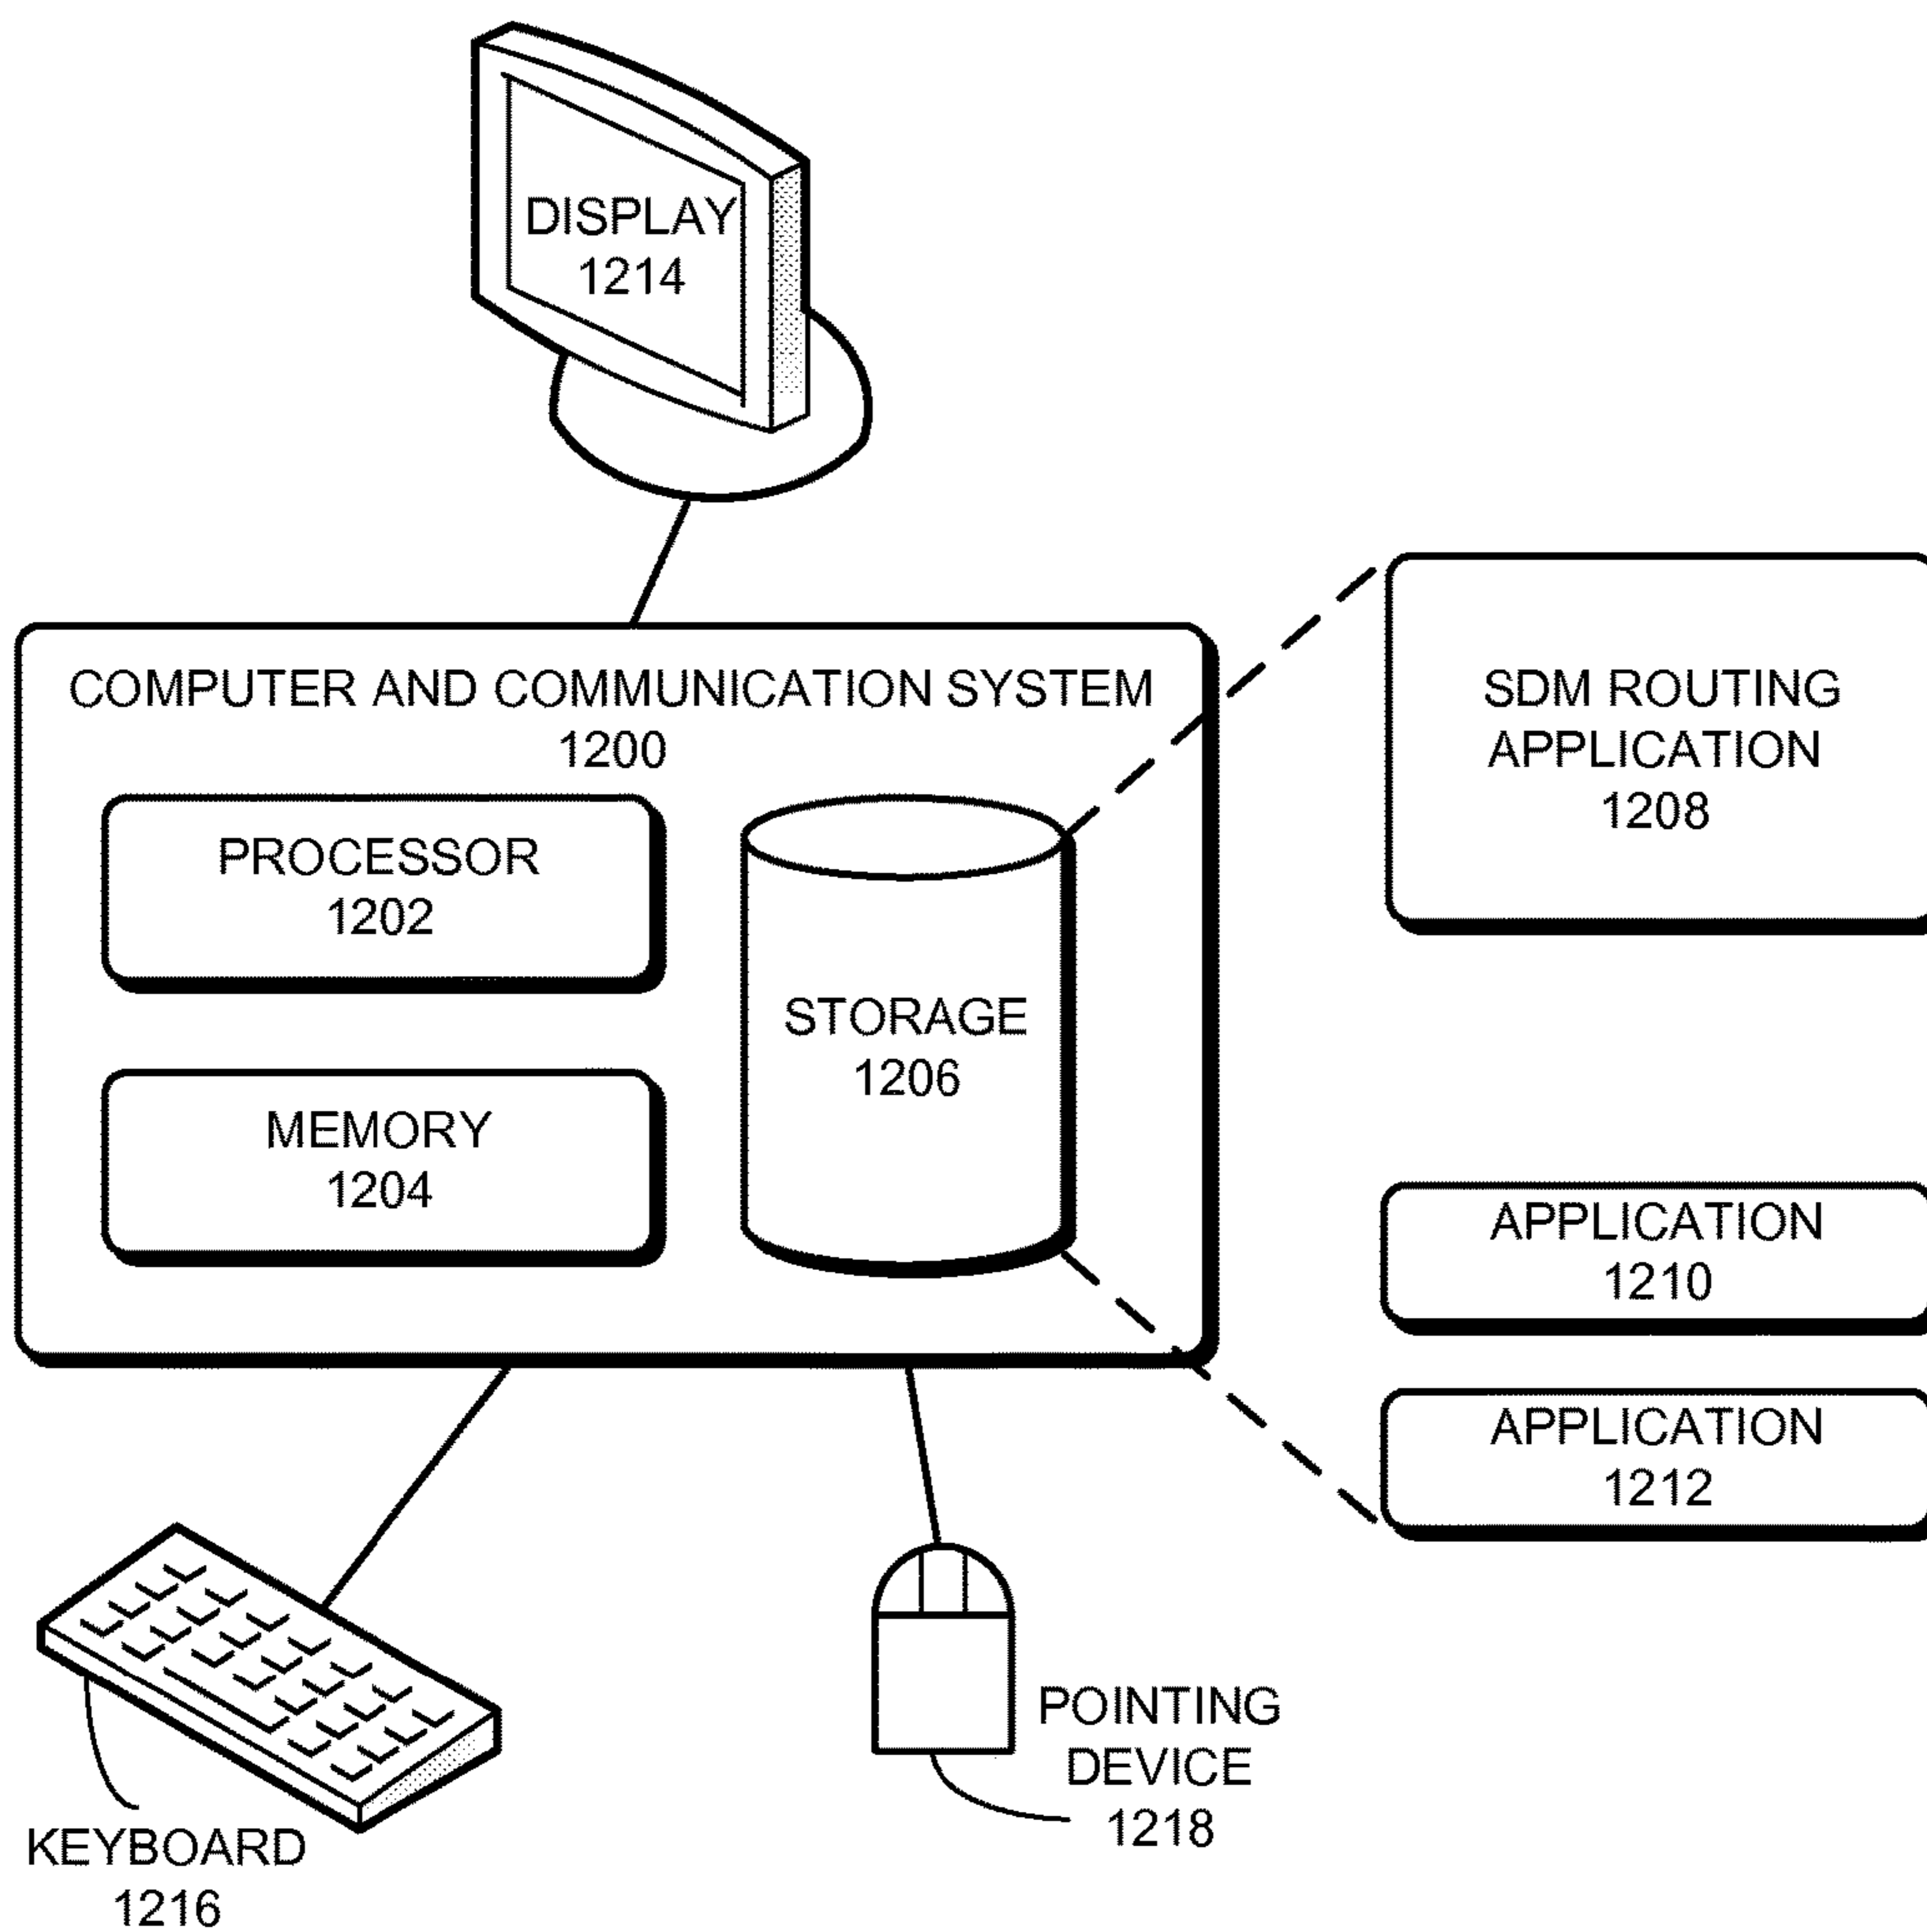 DISPLAY
1214
COMPUTER AND COMMUNICATION SYSTEM
1200
PROCESSOR
1202
MEMORY
1204
STORAGE
1206
SDM ROUTING
APPLICATION
1208
APPLICATION
1210
APPLICATION
1212
KEYBOARD
1216
POINTING
DEVICE
1218